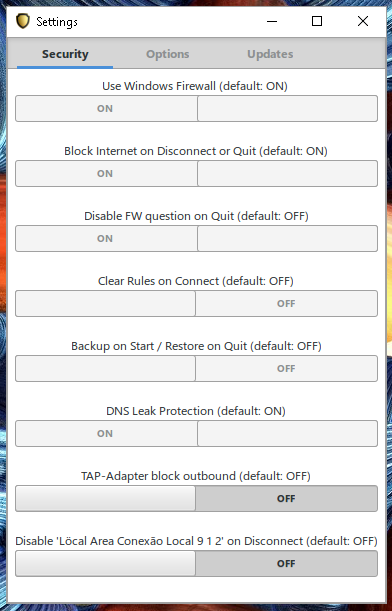 Settings
Security Options Updates
Use Windows Firewall (default: ON)
ON
Block Internet on Disconnect or Quit (default: ON)
ON
Disable FW question on Quit (default: OFF)
ON
Clear Rules on Connect (default: OFF)
OFF
Backup on Start / Restore on Quit (default: OFF)
OFF
DNS Leak Protection (default: ON)
ON
TAP-Adapter block outbound (default: OFF)
OFF
Disable 'Löcal Area Conexão Local 9 1 2' on Disconnect (default: OFF)
OFF